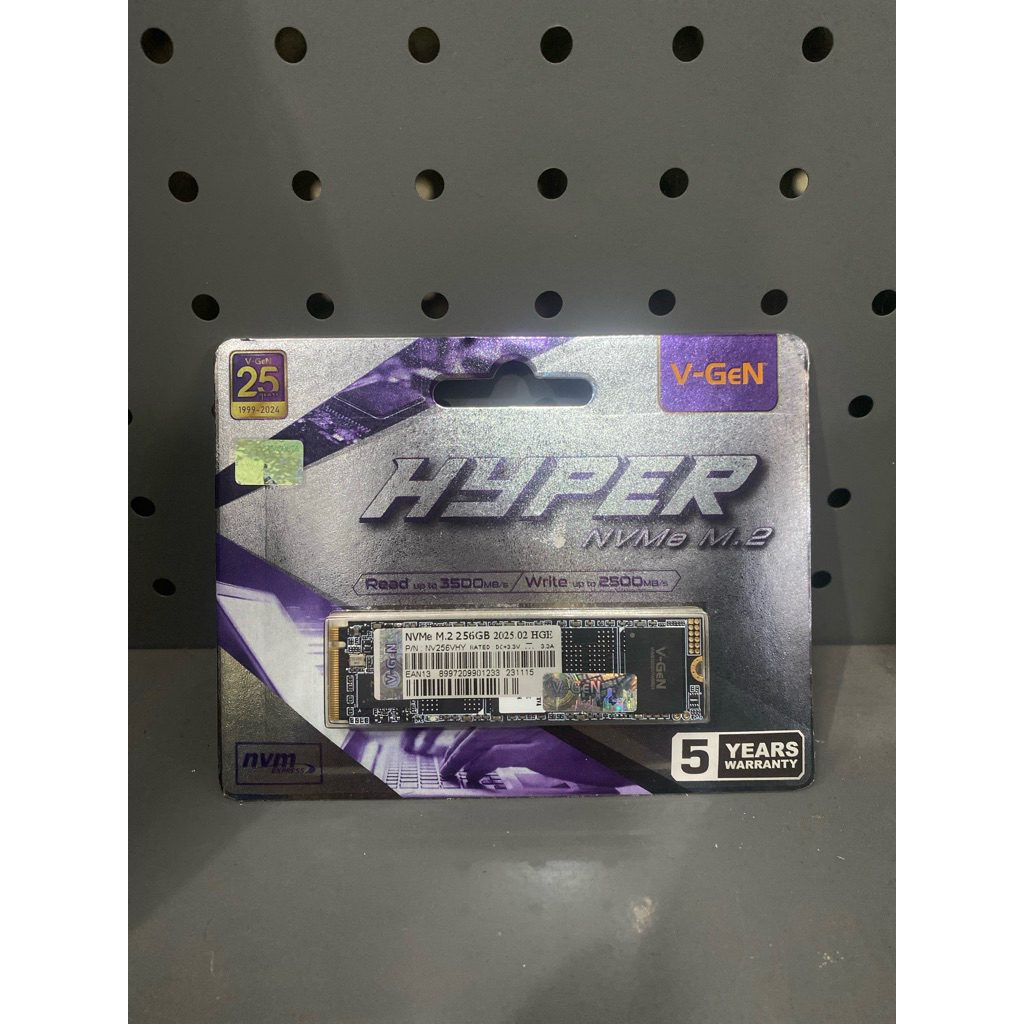 V-GeN
25
1999-2024
V-GeN
HYPER
NVMe M.2
Read up to 3500MB/s / Write up to 2500MB/s
NVMe M.2 256GB 2025.02 HGE
P/N: NV256VHY RATED: DC+3.3V 3.3A
EAN13 8997209901233 231115
V-GeN
V-GeN
V-GeN
nvm
EXPRESS
5 YEARS
WARRANTY